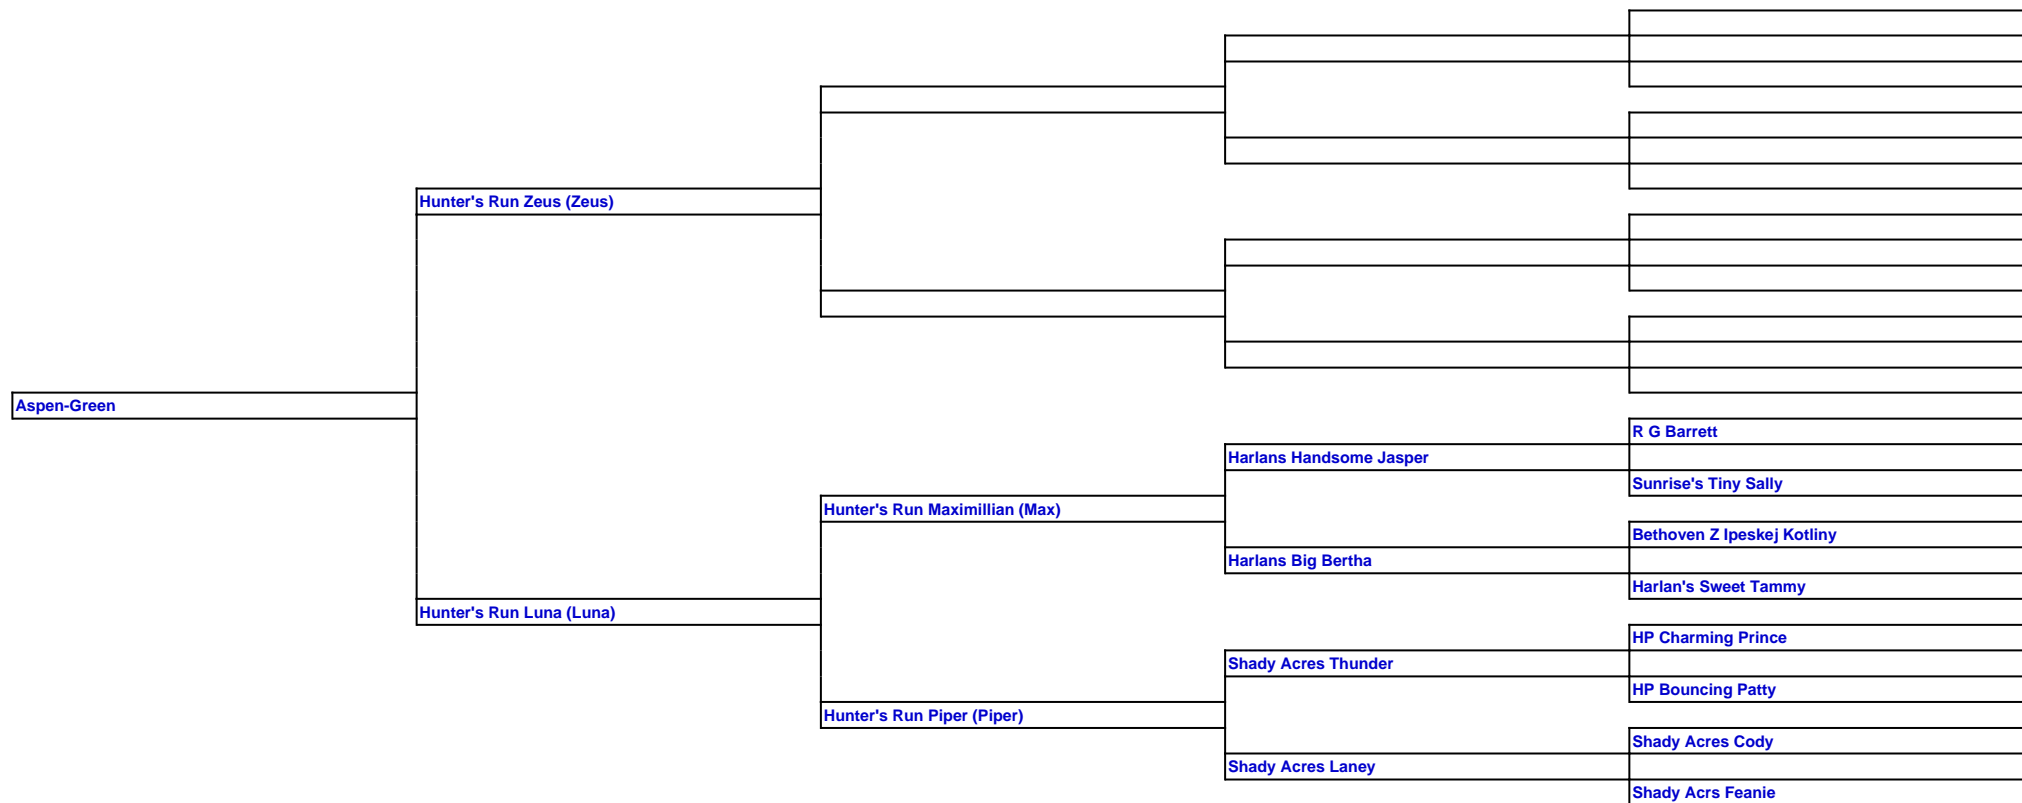 Hunter's Run Zeus (Zeus)
Aspen-Green
R G Barrett
Harlans Handsome Jasper
Sunrise's Tiny Sally
Hunter's Run Maximillian (Max)
Bethoven Z Ipeskej Kotliny
Harlans Big Bertha
Harlan's Sweet Tammy
Hunter's Run Luna (Luna)
HP Charming Prince
Shady Acres Thunder
HP Bouncing Patty
Hunter's Run Piper (Piper)
Shady Acres Cody
Shady Acres Laney
Shady Acrs Feanie